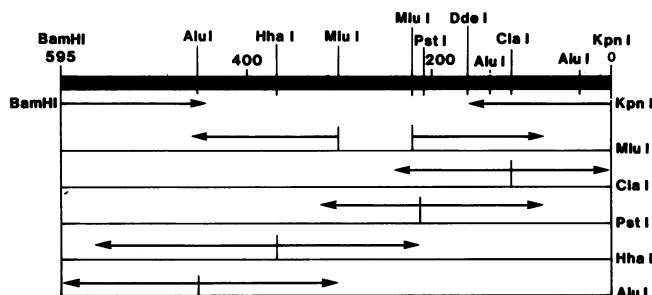 Mlu I Dde I
BamHI Alu I Hha I Mlu I Pst I Cla I Kpn I
595 400 200 Alu I Alu I 0
BamHI Kpn I
Mlu I
Cla I
Pst I
Hha I
Alu I